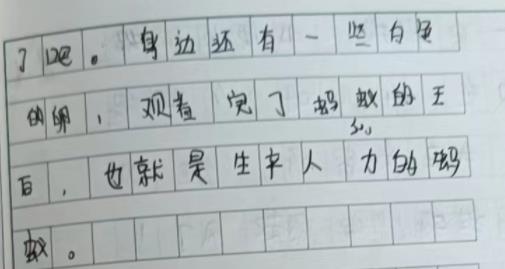 了吧。身边还有一些白色
的卵，观看完了蚂蚁的王
后，也就是生产人力的蚂
蚁。